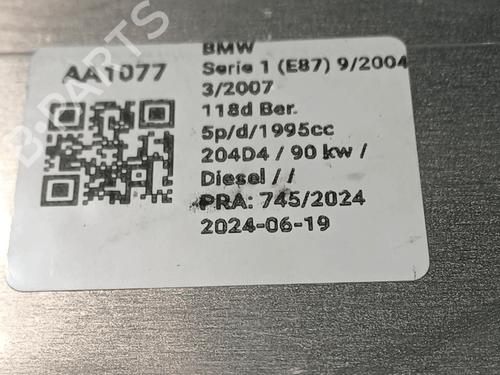 B-PARTS
AA1077
BMW
Serie 1 (E87) 9/2004
3/2007
118d Ber.
5p/d/1995cc
204D4 / 90 kw /
Diesel / /
PRA: 745/2024
2024-06-19